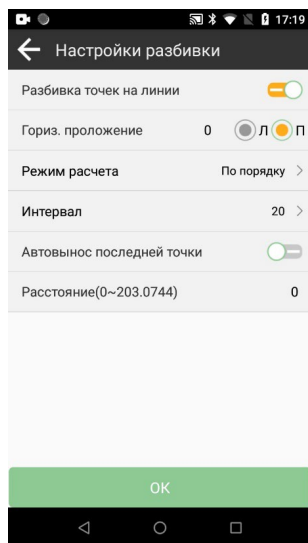 17:19
Настройки разбивки
Разбивка точек на линии
Гориз. проложение 0 Л П
Режим расчета По порядку >
Интервал 20 >
Автовынос последней точки
Расстояние(0~203.0744) 0
OK